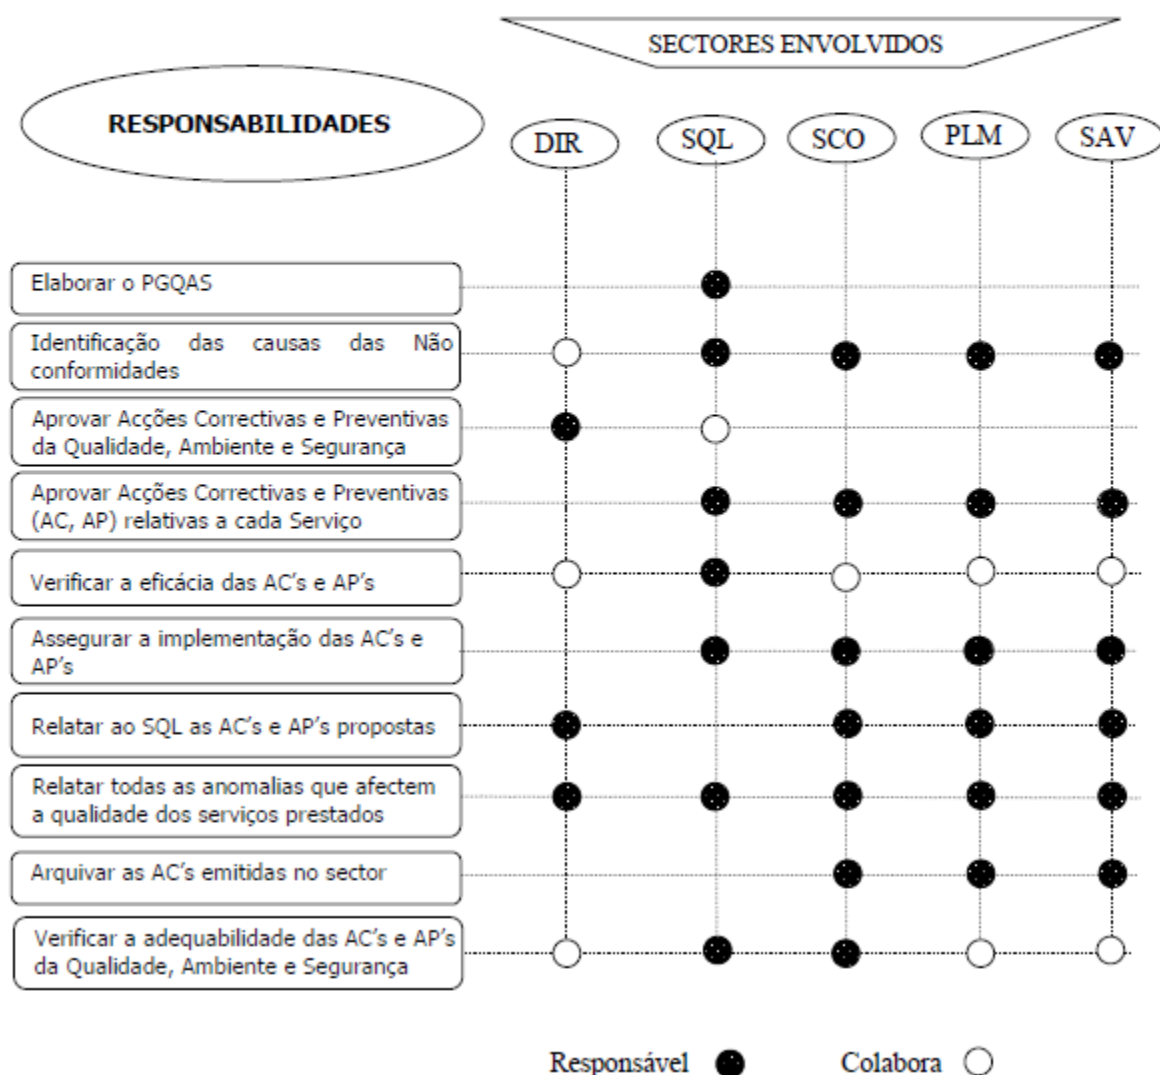 SECTORES ENVOLVIDOS
RESPONSABILIDADES
DIR
SQL
SCO
PLM
SAV
Elaborar o PGQAS
Identificação das causas das Não
conformidades
Aprovar Acções Correctivas e Preventivas
da Qualidade, Ambiente e Segurança
Aprovar Acções Correctivas e Preventivas
(AC, AP) relativas a cada Serviço
Verificar a eficácia das AC's e AP's
Assegurar a implementação das AC's e
AP's
Relatar ao SQL as AC's e AP's propostas
Relatar todas as anomalias que afectem
a qualidade dos serviços prestados
Arquivar as AC's emitidas no sector
Verificar a adequabilidade das AC's e AP's
da Qualidade, Ambiente e Segurança
Responsável
Colabora